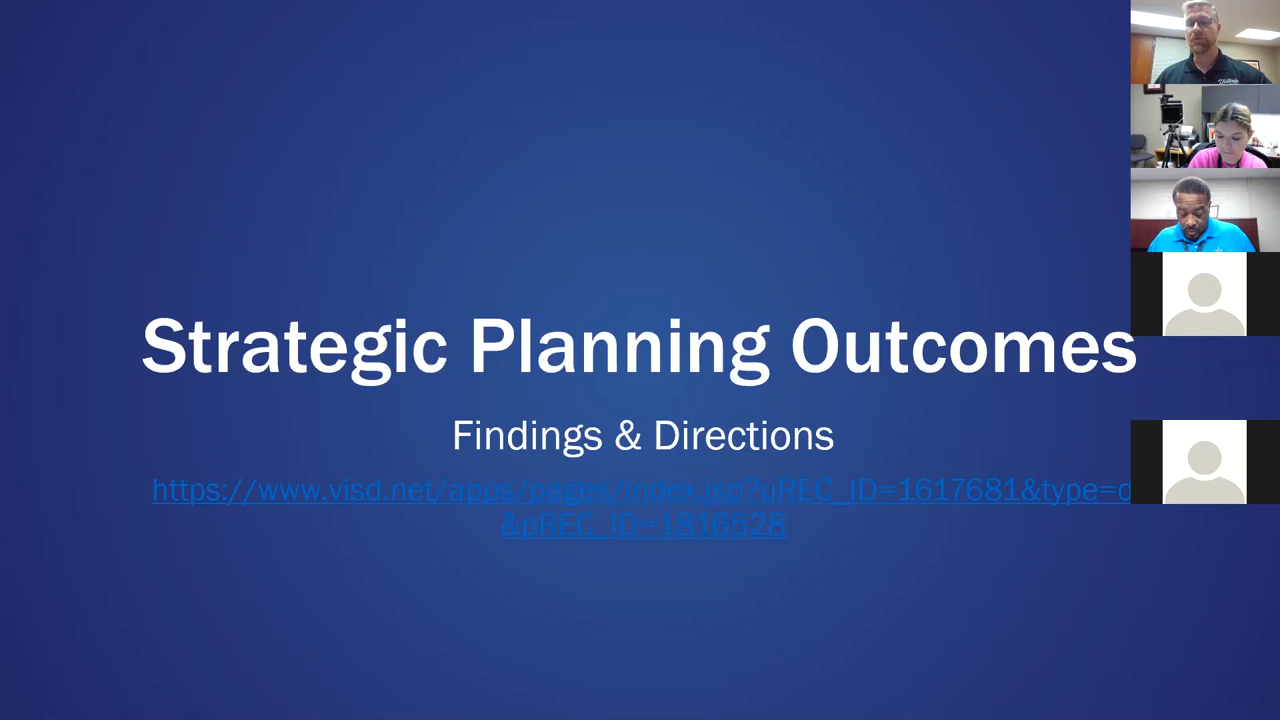 Strategic Planning Outcomes
Findings & Directions
https://www.visd.net/apps/pages/index.jsp?uREC_ID=1617681&type=d
&pREC_ID=1816528